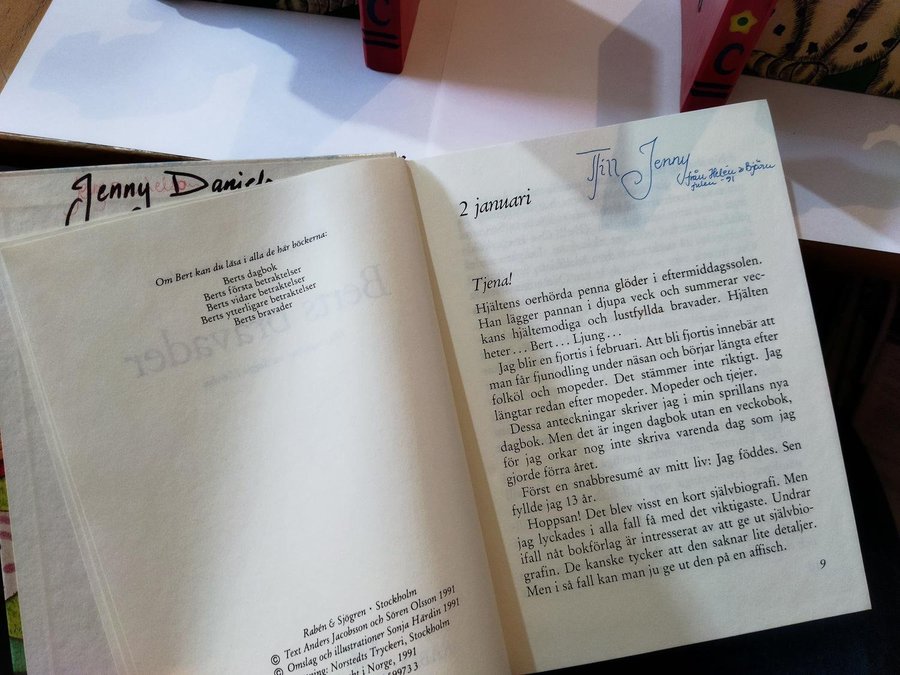 C
C
Jenny
Om Bert kan du läsa i alla de här böckerna:
Berts dagbok
Berts första betraktelser
Berts vidare betraktelser
Berts ytterligare betraktelser
Berts bravader
Berts bravader
Rabén & Sjögren · Stockholm
© Text Anders Jacobsson och Sören Olsson 1991
© Omslag och illustrationer Sonja Härdin 1991
Norstedts Tryckeri, Stockholm
i Norge, 1991
Till Jenny
från Helén & Björn
julen -91
2 januari
Tjena!
Hjältens oerhörda penna glöder i eftermiddagssolen.
Han lägger pannan i djupa veck och summerar vec-
kans hjältemodiga och lustfyllda bravader. Hjälten
heter... Bert... Ljung...
Jag blir en fjortis i februari. Att bli fjortis innebär att
man får fjunodling under näsan och börjar längta efter
folköl och mopeder. Det stämmer inte riktigt. Jag
längtar redan efter mopeder. Mopeder och tjejer.
Dessa anteckningar skriver jag i min sprillans nya
dagbok. Men det är ingen dagbok utan en veckobok,
för jag orkar nog inte skriva varenda dag som jag
gjorde förra året.
Först en snabbresumé av mitt liv: Jag föddes. Sen
fyllde jag 13 år.
Hoppsan! Det blev visst en kort självbiografi. Men
jag lyckades i alla fall få med det viktigaste. Undrar
ifall nåt bokförlag är intresserat av att ge ut självbio-
grafin. De kanske tycker att den saknar lite detaljer.
Men i så fall kan man ju ge ut den på en affisch.
9